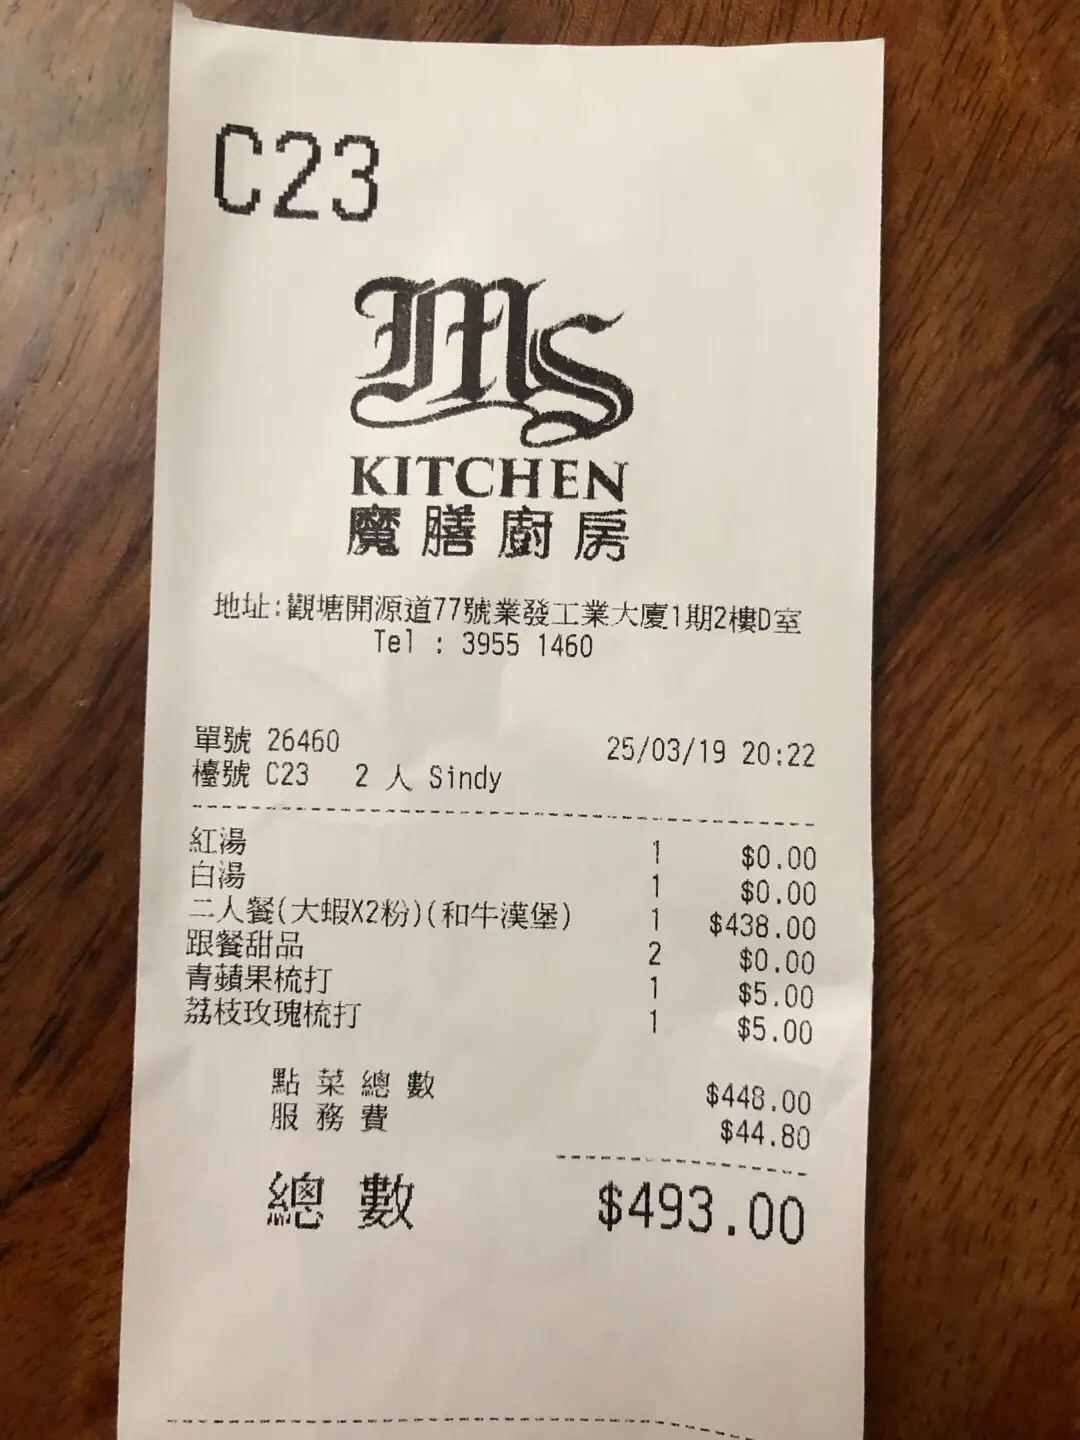 C23
MS
KITCHEN
魔膳廚房
地址:觀塘開源道77號業發工業大廈1期2樓D室
Tel : 3955 1460
單號 26460 25/03/19 20:22
檯號 C23 2 人 Sindy
紅湯 1 $0.00
白湯 1 $0.00
二人餐(大蝦X2粉)(和牛漢堡) 1 $438.00
跟餐甜品 2 $0.00
青蘋果梳打 1 $5.00
荔枝玫瑰梳打 1 $5.00
點菜總數 $448.00
服務費 $44.80
總數 $493.00